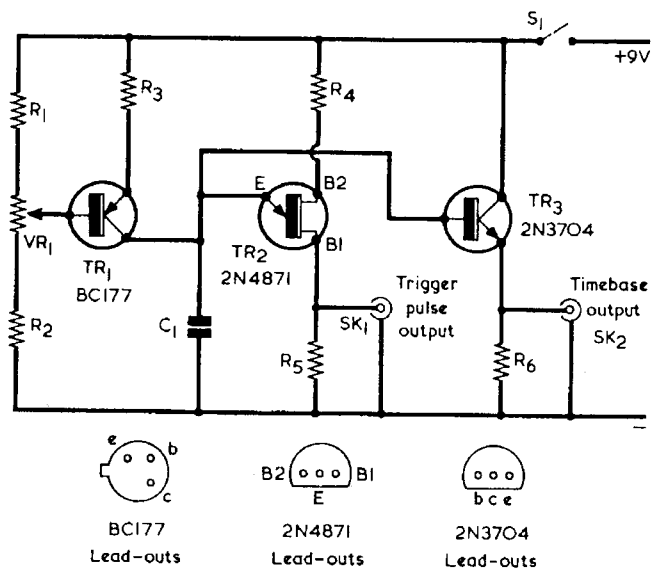 S1
+9V
R1
R3
R4
E
B2
VR1
TR1
BC177
TR2
2N4871
B1
TR3
2N3704
Trigger
pulse
output
SK1
Timebase
output
SK2
R2
C1
R5
R6
−
e
b
c
BC177
Lead-outs
B2
B1
E
2N4871
Lead-outs
b c e
2N3704
Lead-outs